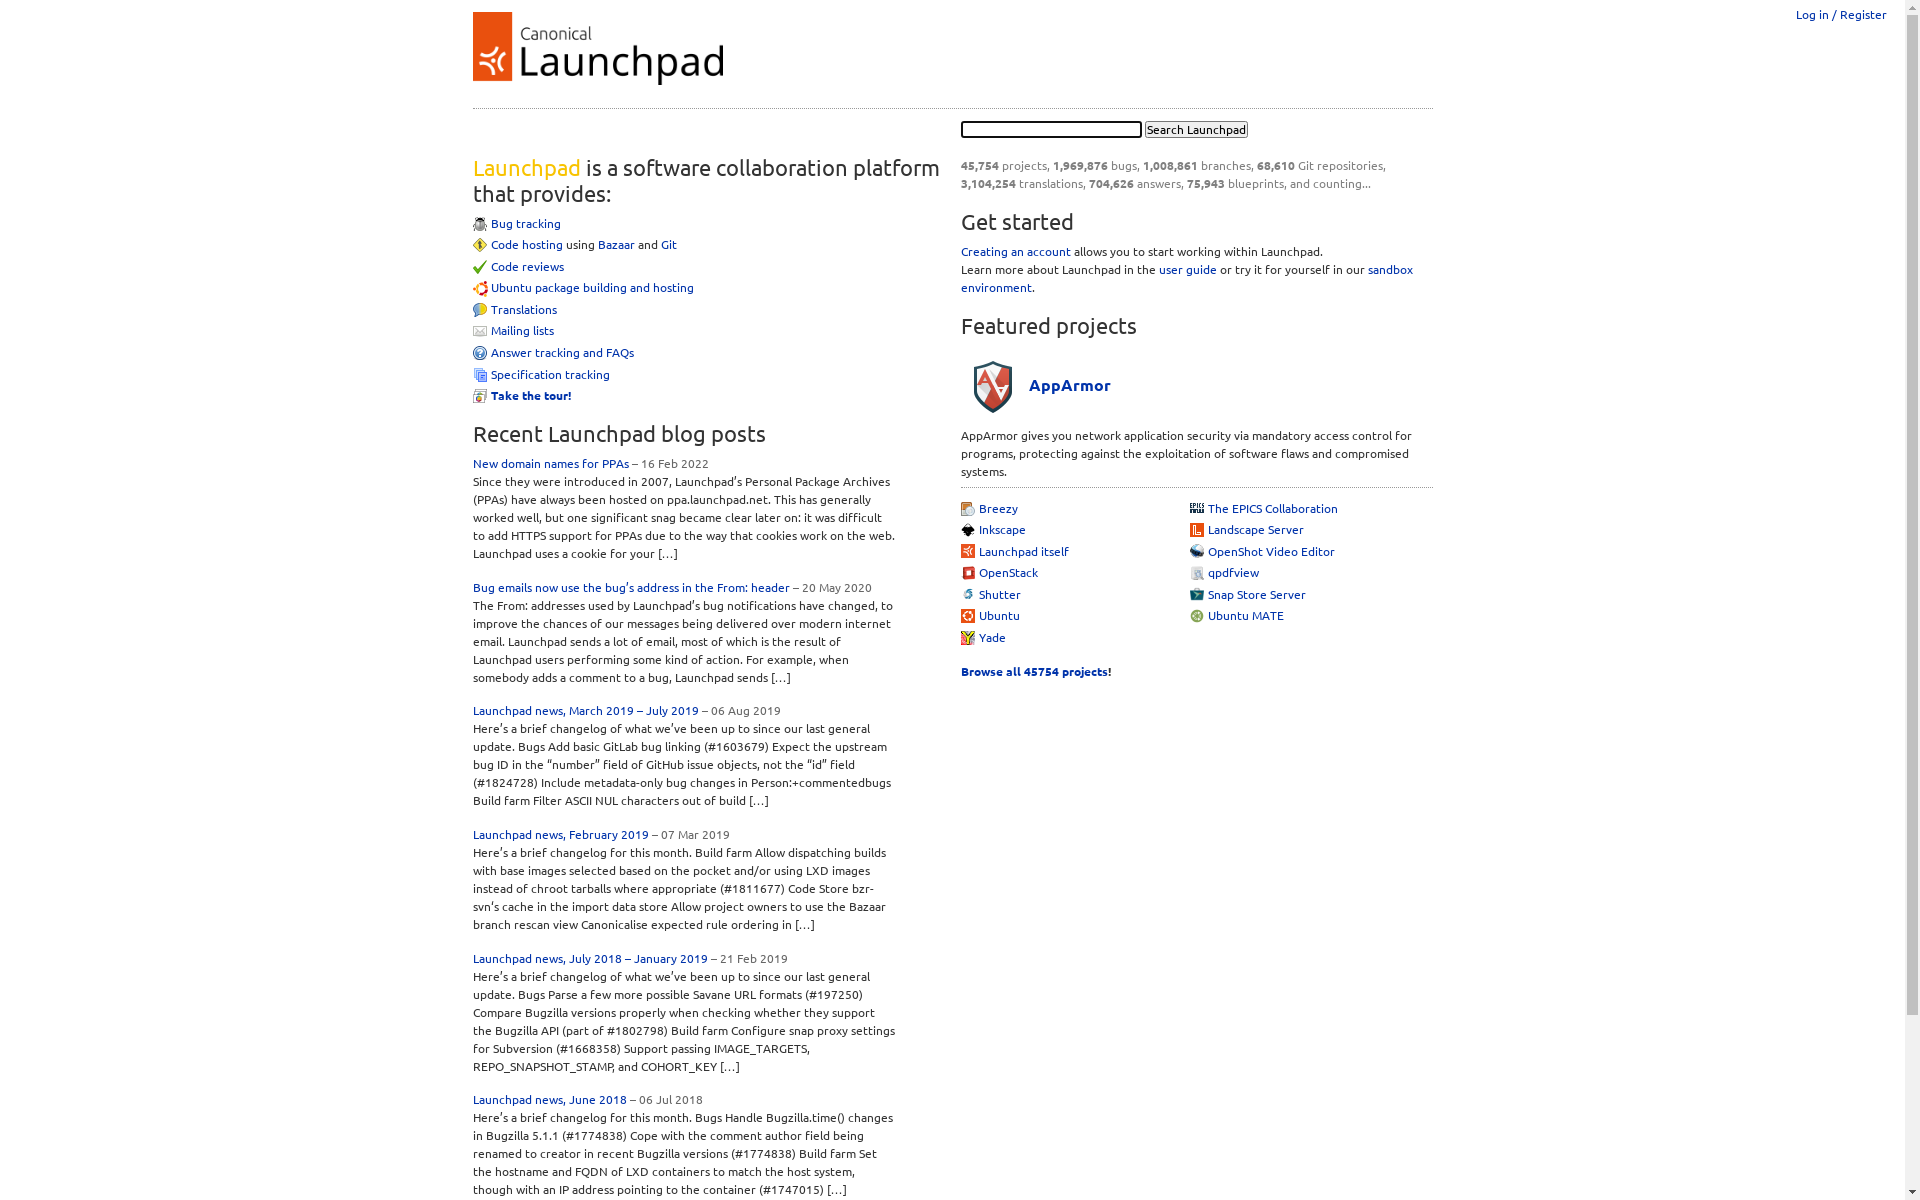 Log in / Register
Canonical
Launchpad
Search Launchpad
Launchpad is a software collaboration platform
that provides:
Bug tracking
Code hosting using Bazaar and Git
Code reviews
Ubuntu package building and hosting
Translations
Mailing lists
Answer tracking and FAQs
Specification tracking
Take the tour!
Recent Launchpad blog posts
New domain names for PPAs – 16 Feb 2022
Since they were introduced in 2007, Launchpad’s Personal Package Archives
(PPAs) have always been hosted on ppa.launchpad.net. This has generally
worked well, but one significant snag became clear later on: it was difficult
to add HTTPS support for PPAs due to the way that cookies work on the web.
Launchpad uses a cookie for your […]
Bug emails now use the bug’s address in the From: header – 20 May 2020
The From: addresses used by Launchpad’s bug notifications have changed, to
improve the chances of our messages being delivered over modern internet
email. Launchpad sends a lot of email, most of which is the result of
Launchpad users performing some kind of action. For example, when
somebody adds a comment to a bug, Launchpad sends […]
Launchpad news, March 2019 – July 2019 – 06 Aug 2019
Here’s a brief changelog of what we’ve been up to since our last general
update. Bugs Add basic GitLab bug linking (#1603679) Expect the upstream
bug ID in the “number” field of GitHub issue objects, not the “id” field
(#1824728) Include metadata-only bug changes in Person:+commentedbugs
Build farm Filter ASCII NUL characters out of build […]
Launchpad news, February 2019 – 07 Mar 2019
Here’s a brief changelog for this month. Build farm Allow dispatching builds
with base images selected based on the pocket and/or using LXD images
instead of chroot tarballs where appropriate (#1811677) Code Store bzr-
svn’s cache in the import data store Allow project owners to use the Bazaar
branch rescan view Canonicalise expected rule ordering in […]
Launchpad news, July 2018 – January 2019 – 21 Feb 2019
Here’s a brief changelog of what we’ve been up to since our last general
update. Bugs Parse a few more possible Savane URL formats (#197250)
Compare Bugzilla versions properly when checking whether they support
the Bugzilla API (part of #1802798) Build farm Configure snap proxy settings
for Subversion (#1668358) Support passing IMAGE_TARGETS,
REPO_SNAPSHOT_STAMP, and COHORT_KEY […]
Launchpad news, June 2018 – 06 Jul 2018
Here’s a brief changelog for this month. Bugs Handle Bugzilla.time() changes
in Bugzilla 5.1.1 (#1774838) Cope with the comment author field being
renamed to creator in recent Bugzilla versions (#1774838) Build farm Set
the hostname and FQDN of LXD containers to match the host system,
though with an IP address pointing to the container (#1747015) […]
45,754 projects, 1,969,876 bugs, 1,008,861 branches, 68,610 Git repositories,
3,104,254 translations, 704,626 answers, 75,943 blueprints, and counting...
Get started
Creating an account allows you to start working within Launchpad.
Learn more about Launchpad in the user guide or try it for yourself in our sandbox
environment.
Featured projects
AppArmor
AppArmor gives you network application security via mandatory access control for
programs, protecting against the exploitation of software flaws and compromised
systems.
Breezy
Inkscape
Launchpad itself
OpenStack
Shutter
Ubuntu
Yade
The EPICS Collaboration
Landscape Server
OpenShot Video Editor
qpdfview
Snap Store Server
Ubuntu MATE
Browse all 45754 projects!